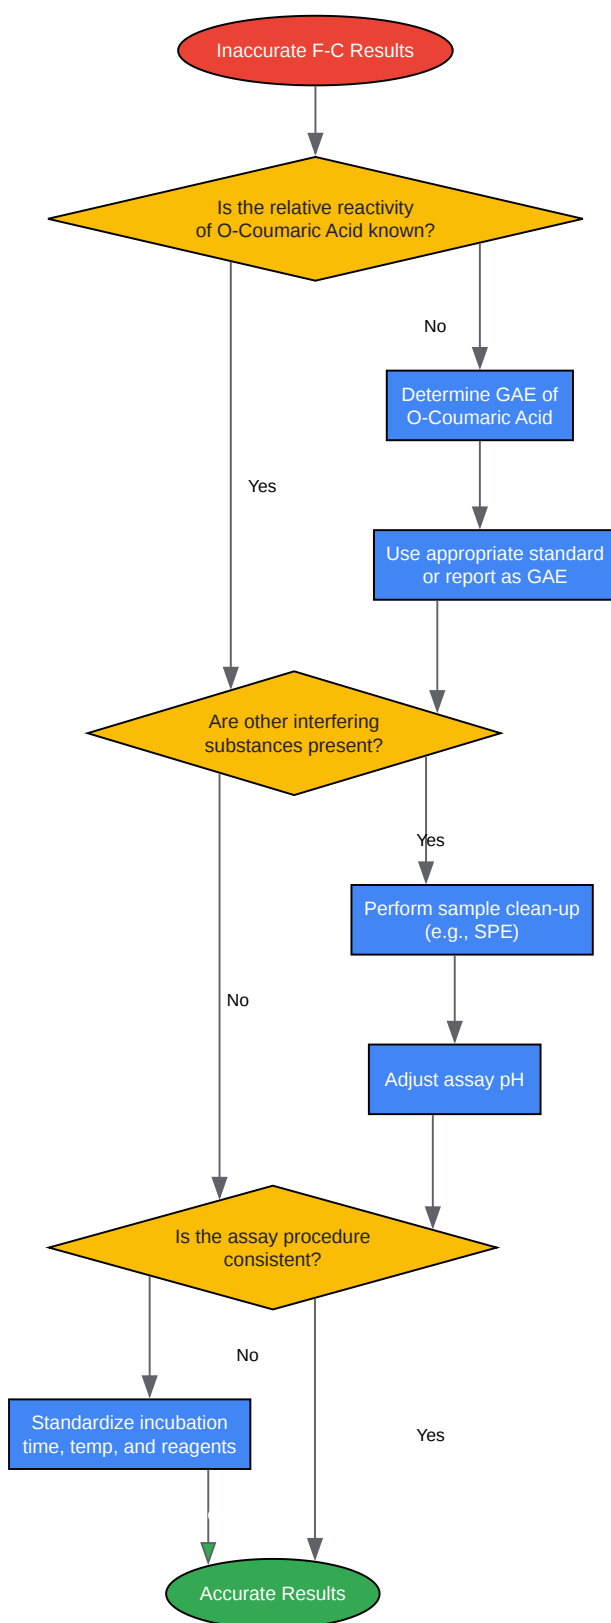 Inaccurate F-C Results
Is the relative reactivity
of O-Coumaric Acid known?
No
Determine GAE of
O-Coumaric Acid
Yes
Use appropriate standard
or report as GAE
Are other interfering
substances present?
Yes
Perform sample clean-up
(e.g., SPE)
No
Adjust assay pH
Is the assay procedure
consistent?
No
Standardize incubation
time, temp, and reagents
Yes
Accurate Results